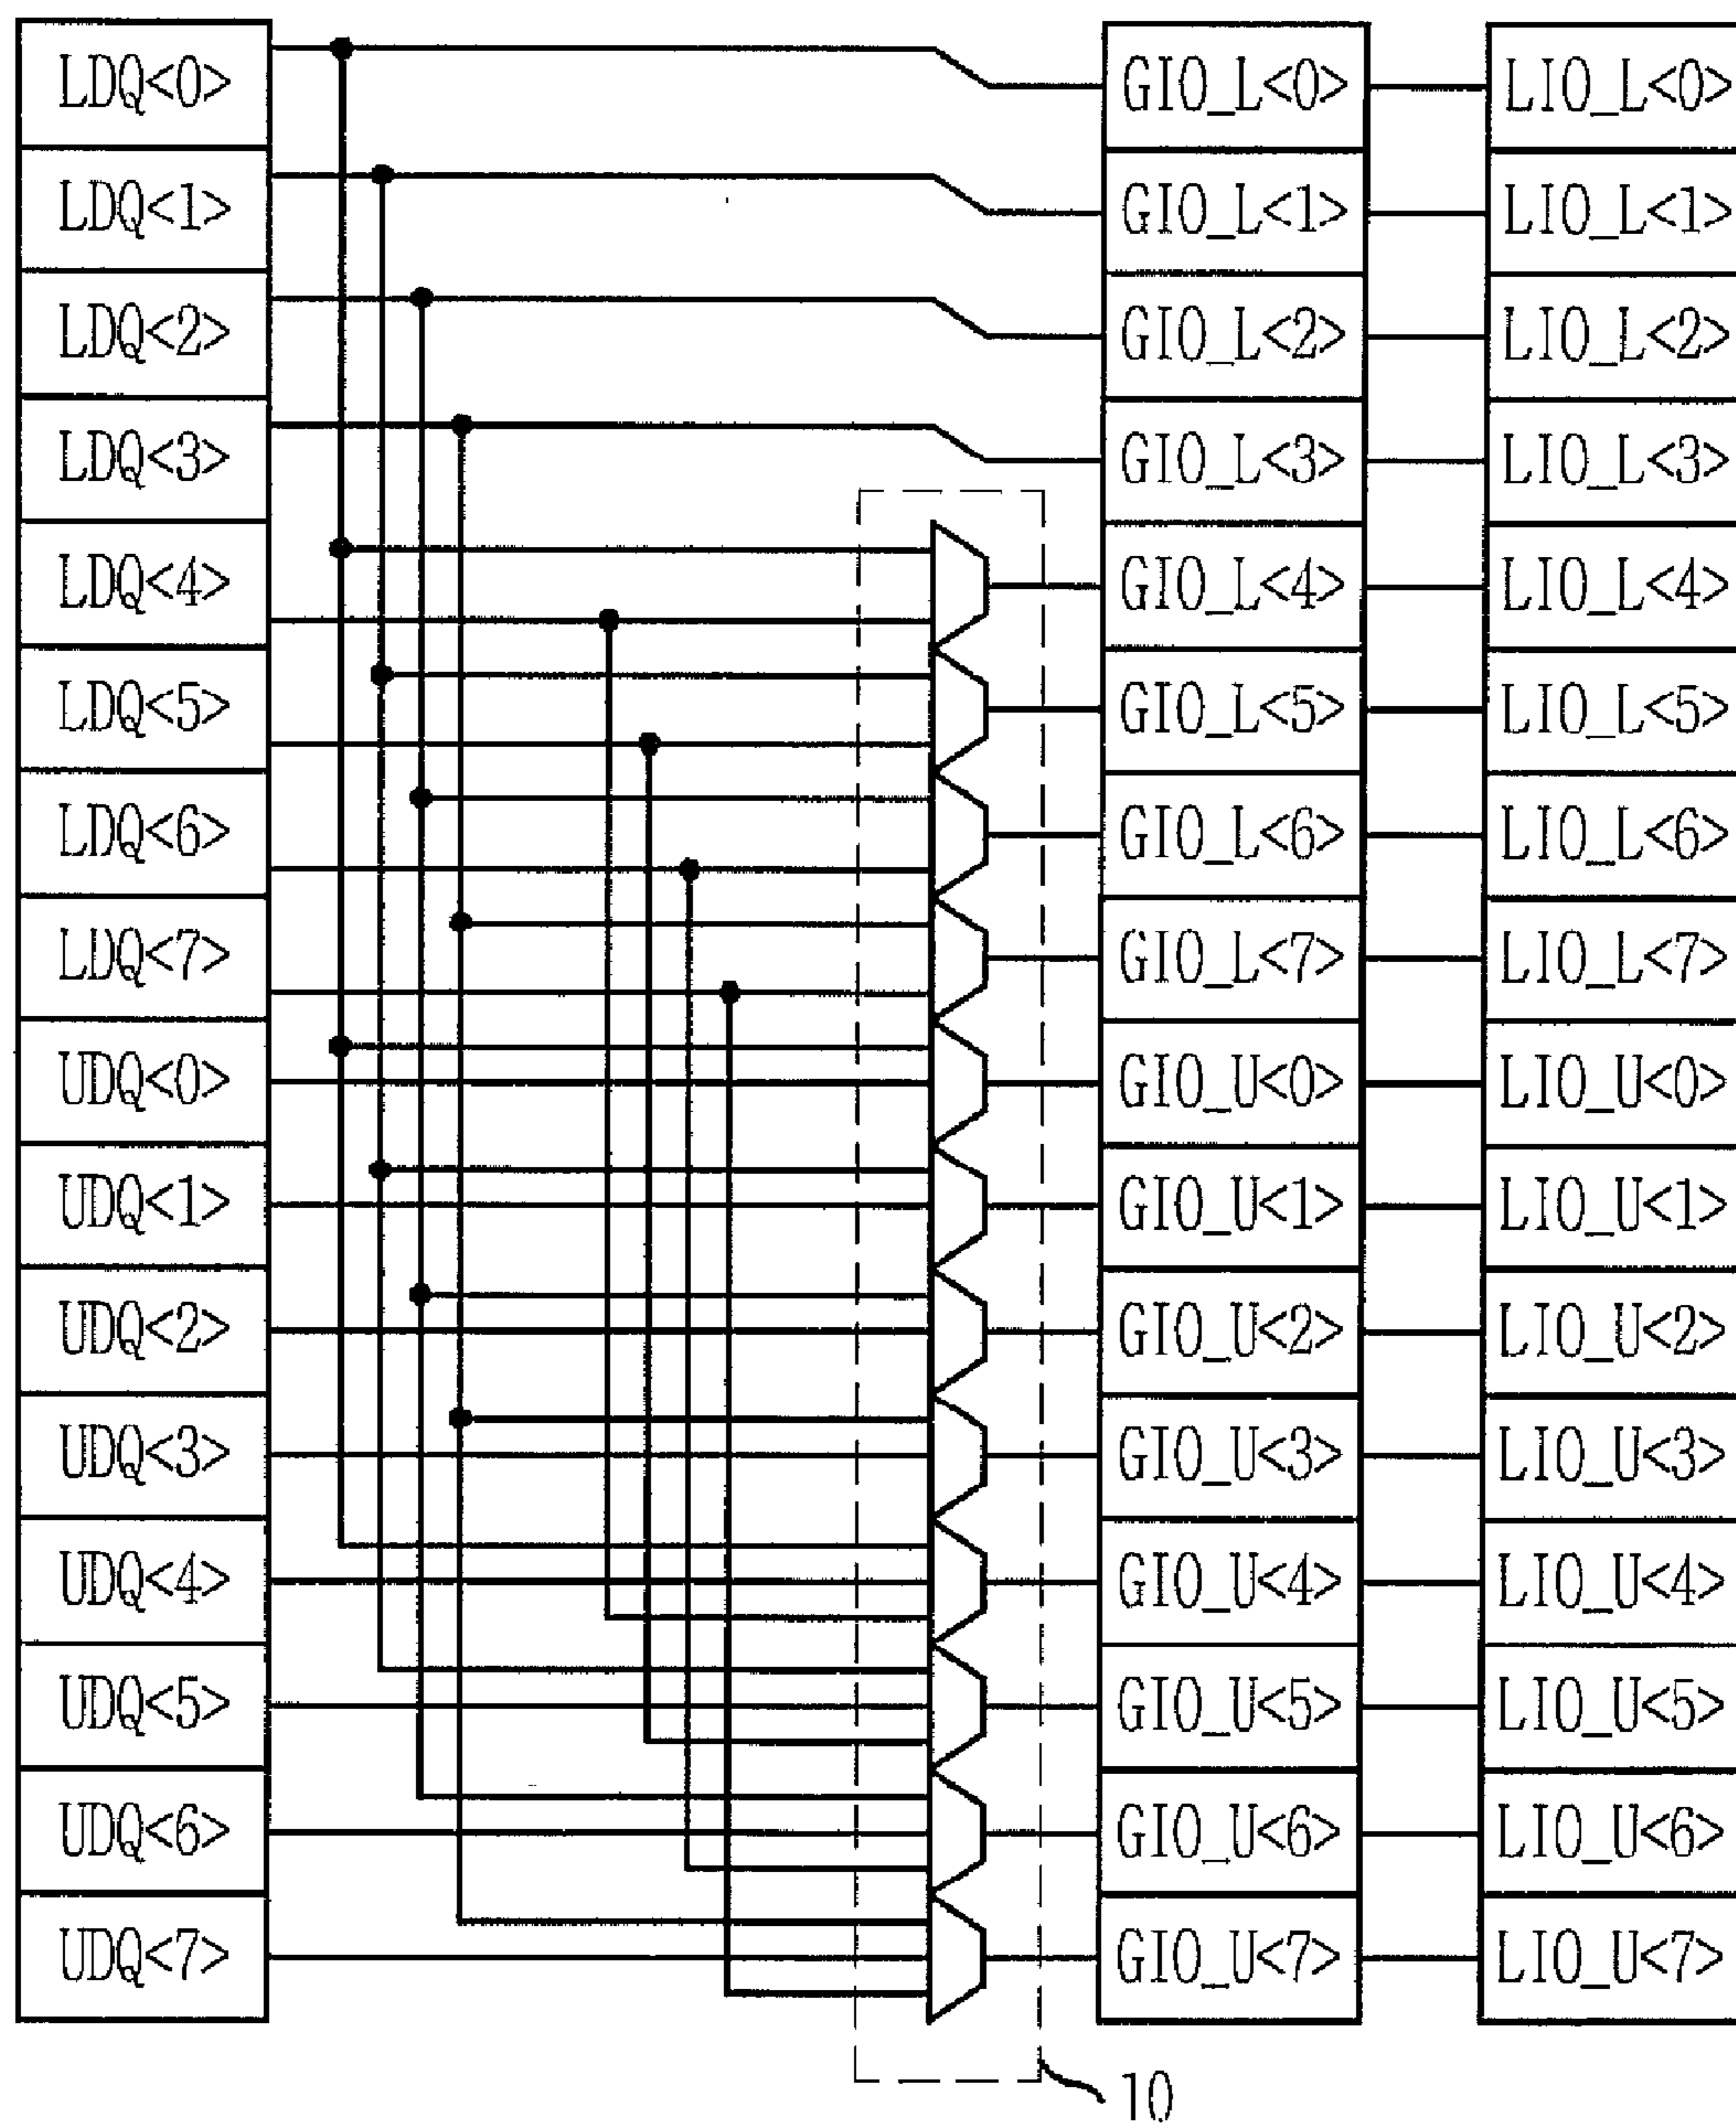 LDQ<0> GIO_L<0> LIO_L<0>
LDQ<1> GIO_L<1> LIO_L<1>
LDQ<2> GIO_L<2> LIO_L<2>
LDQ<3> GIO_L<3> LIO_L<3>
LDQ<4> GIO_L<4> LIO_L<4>
LDQ<5> GIO_L<5> LIO_L<5>
LDQ<6> GIO_L<6> LIO_L<6>
LDQ<7> GIO_L<7> LIO_L<7>
UDQ<0> GIO_U<0> LIO_U<0>
UDQ<1> GIO_U<1> LIO_U<1>
UDQ<2> GIO_U<2> LIO_U<2>
UDQ<3> GIO_U<3> LIO_U<3>
UDQ<4> GIO_U<4> LIO_U<4>
UDQ<5> GIO_U<5> LIO_U<5>
UDQ<6> GIO_U<6> LIO_U<6>
UDQ<7> GIO_U<7> LIO_U<7>
10